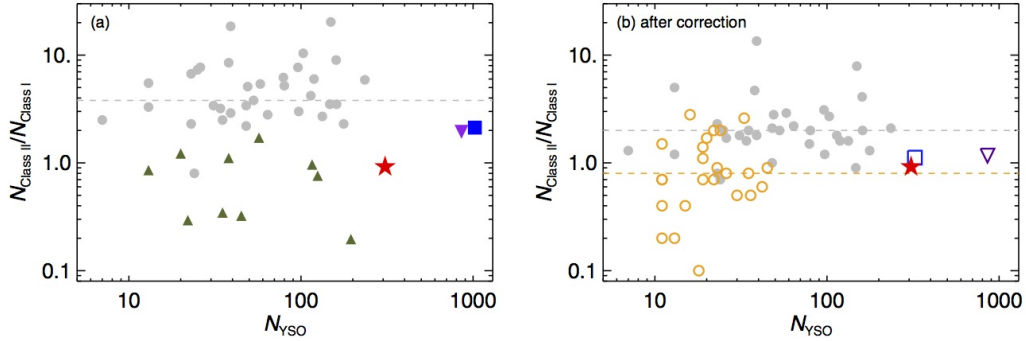 (a)
N_Class II/N_Class I
10.
1.0
0.1
10
100
1000
N_YSO
(b) after correction
N_Class II/N_Class I
10.
1.0
0.1
10
100
1000
N_YSO